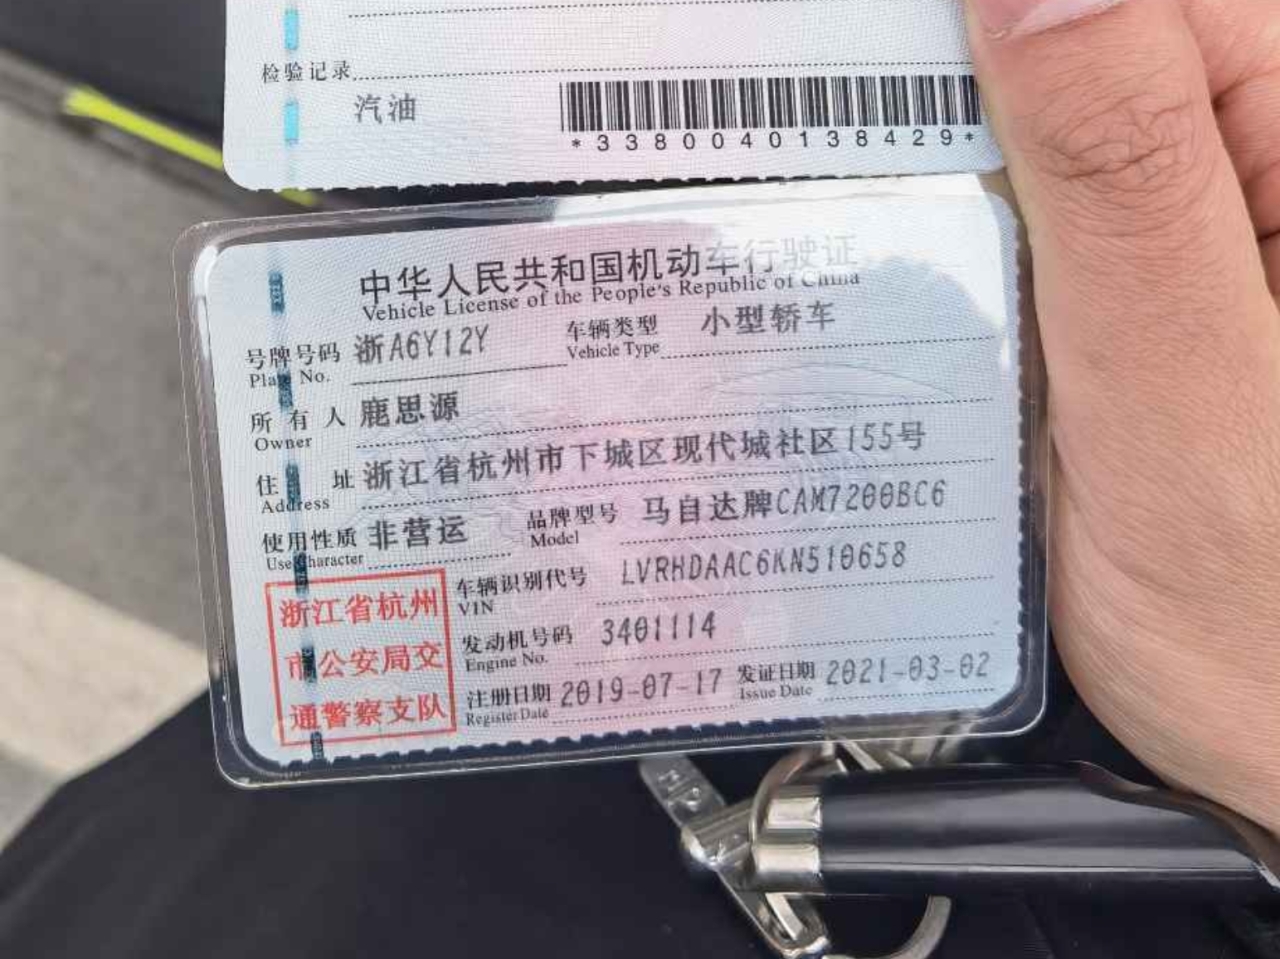 检验记录
汽油
*3380040138429*
中华人民共和国机动车行驶证
Vehicle License of the People's Republic of China
号牌号码 浙A6Y12Y 车辆类型 小型轿车
Plate No. Vehicle Type
所有人 鹿思源
Owner
住址 浙江省杭州市下城区现代城社区155号
Address
使用性质 非营运 品牌型号 马自达牌CAM7200BC6
Use Character Model
浙江省杭州
市公安局交
通警察支队
车辆识别代号 LVRHDAAC6KN510658
VIN
发动机号码 3401114
Engine No.
注册日期 2019-07-17 发证日期 2021-03-02
Register Date Issue Date